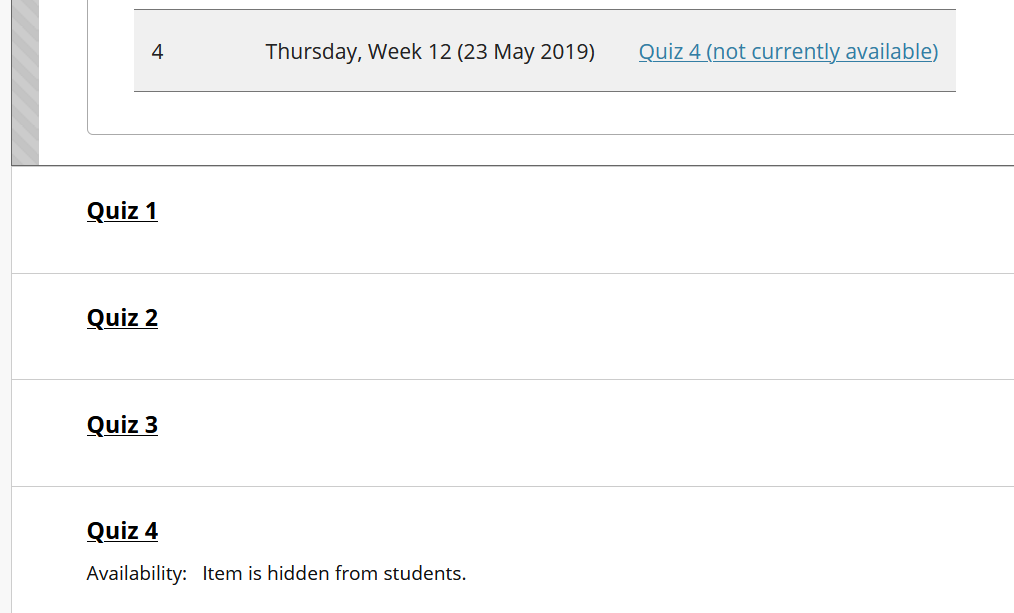 4 Thursday, Week 12 (23 May 2019) Quiz 4 (not currently available)
Quiz 1
Quiz 2
Quiz 3
Quiz 4
Availability: Item is hidden from students.